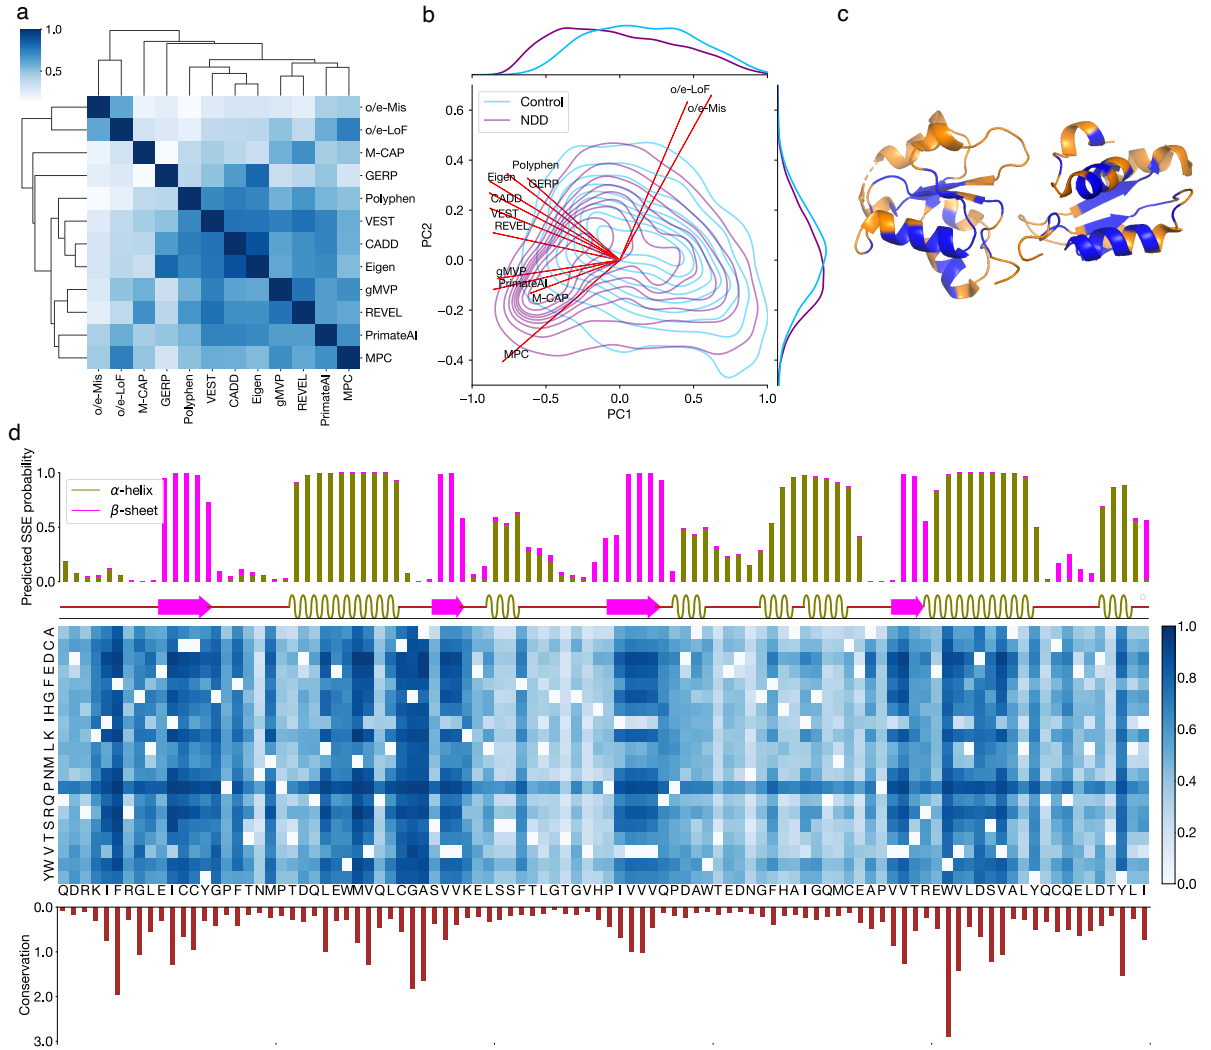 a
1.0
0.5
o/e-Mis
o/e-LoF
M-CAP
GERP
Polyphen
VEST
CADD
Eigen
gMVP
REVEL
PrimateAI
MPC
o/e-Mis
o/e-LoF
M-CAP
GERP
Polyphen
VEST
CADD
Eigen
gMVP
REVEL
PrimateAI
MPC
b
Control
NDD
o/e-LoF
o/e-Mis
Polyphen
Eigen
GERP
CADD
VEST
REVEL
gMVP
PrimateAI
M-CAP
MPC
PC2
0.6
0.4
0.2
0.0
−0.2
−0.4
−1.0 −0.5 0.0 0.5 1.0
PC1
c
d
Predicted SSE probability
1.0
0.5
0.0
α-helix
β-sheet
YWVTSRQPNMLKIHGFEDCA
1.0
0.8
0.6
0.4
0.2
0.0
QDRKIFRGLEICCYGPFTNMPTDQLEWMVQLCGASVVKELSSFTLGTGVHPIVVVQPDAWTEDNGFHAIGQMCEAPVVTREWVLDSVALYQCQELDTYLI
Conservation
0.0
1.0
2.0
3.0